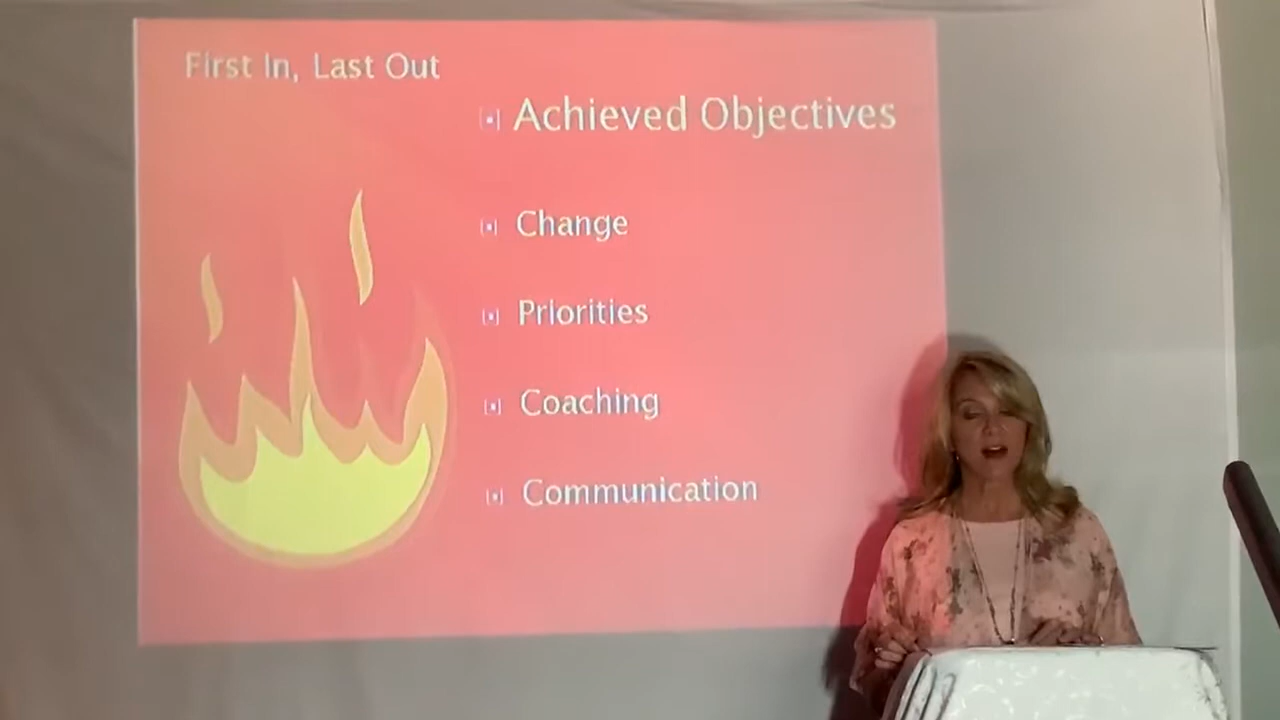 First In, Last Out
Achieved Objectives
Change
Priorities
Coaching
Communication